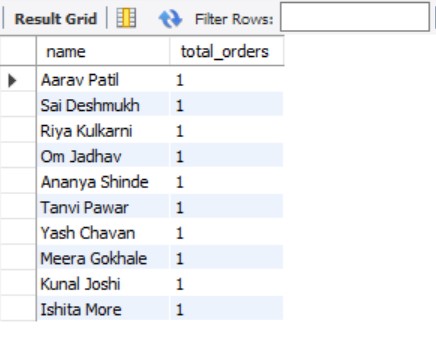 Result Grid Filter Rows:
name total_orders
Aarav Patil 1
Sai Deshmukh 1
Riya Kulkarni 1
Om Jadhav 1
Ananya Shinde 1
Tanvi Pawar 1
Yash Chavan 1
Meera Gokhale 1
Kunal Joshi 1
Ishita More 1